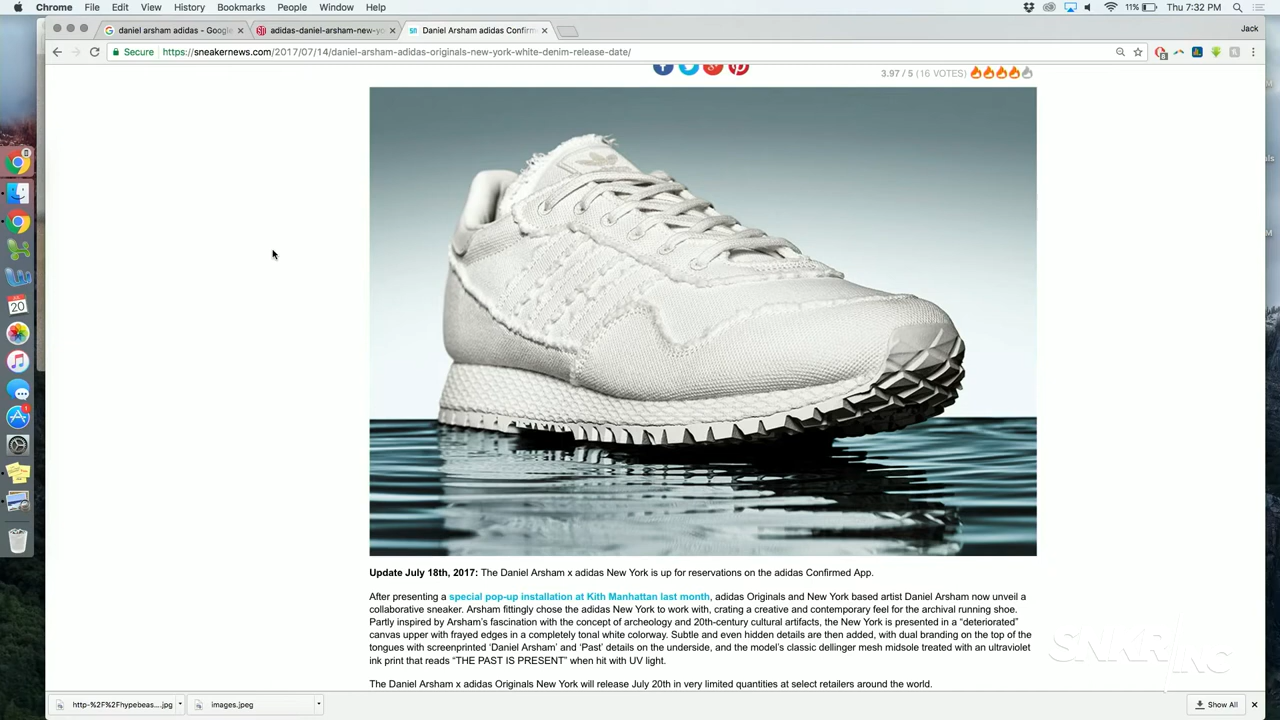 Chrome File Edit View History Bookmarks People Window Help 11% Thu 7:32 PM
daniel arsham adidas - Google adidas-daniel-arsham-new-yo Daniel Arsham adidas Confirm Jack
Secure https://sneakernews.com/2017/07/14/daniel-arsham-adidas-originals-new-york-white-denim-release-date/
3.97 / 5 (16 VOTES)
Update July 18th, 2017: The Daniel Arsham x adidas New York is up for reservations on the adidas Confirmed App.
After presenting a special pop-up installation at Kith Manhattan last month, adidas Originals and New York based artist Daniel Arsham now unveil a
collaborative sneaker. Arsham fittingly chose the adidas New York to work with, crating a creative and contemporary feel for the archival running shoe.
Partly inspired by Arsham's fascination with the concept of archeology and 20th-century cultural artifacts, the New York is presented in a “deteriorated”
canvas upper with frayed edges in a completely tonal white colorway. Subtle and even hidden details are then added, with dual branding on the top of the
tongues with screenprinted ‘Daniel Arsham’ and ‘Past’ details on the underside, and the model's classic dellinger mesh midsole treated with an ultraviolet
ink print that reads “THE PAST IS PRESENT” when hit with UV light.
The Daniel Arsham x adidas Originals New York will release July 20th in very limited quantities at select retailers around the world.
SNKR INC
http-%2F%2Fhypebeas....jpg images.jpeg Show All
20